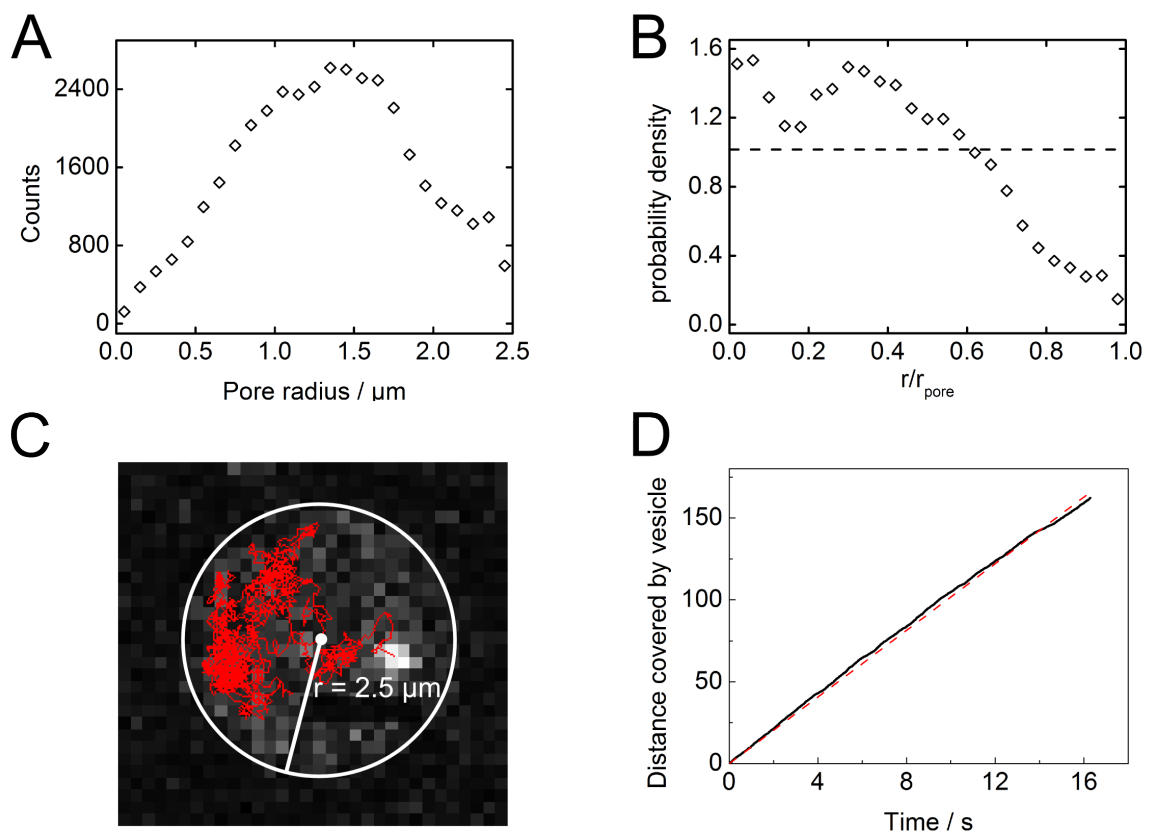 A
Counts
2400
1600
800
0
0.0 0.5 1.0 1.5 2.0 2.5
Pore radius / µm
B
probability density
1.6
1.2
0.8
0.4
0.0
0.0 0.2 0.4 0.6 0.8 1.0
r/rpore
C
r = 2.5 µm
D
Distance covered by vesicle
150
100
50
0
0 4 8 12 16
Time / s